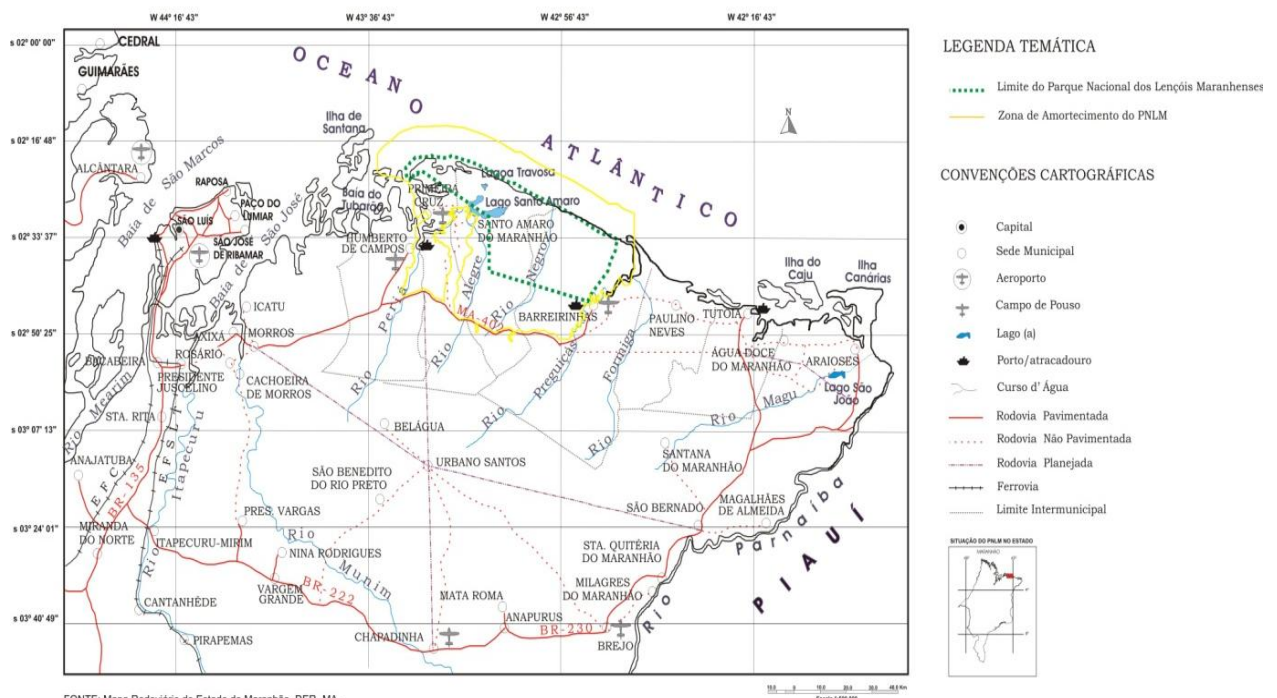 W 44º 16' 43''
W 43º 36' 43''
W 42º 56' 43''
W 42º 16' 43''
s 02º 00' 00''
s 02º 16' 48''
s 02º 33' 37''
s 02º 50' 25''
s 03º 07' 13''
s 03º 24' 01''
s 03º 40' 49''
CEDRAL
GUIMARÃES
OCEANO
ATLÂNTICO
Ilha de
Santana
ALCÂNTARA
Baía de São Marcos
RAPOSA
PAÇO DO
LUMIAR
SÃO LUÍS
SÃO JOSÉ
DE RIBAMAR
Baía de São José
Baía do
Tubarão
PRIMEIRA
CRUZ
Lagoa Travosa
Lago Santo Amaro
SANTO AMARO
DO MARANHÃO
HUMBERTO
DE CAMPOS
Rio Periá
Rio Alegre
Rio Negro
MA-402
BARREIRINHAS
Rio Preguiças
Rio Formiga
PAULINO
NEVES
TUTÓIA
Ilha do
Caju
Ilha
Canárias
ÁGUA DOCE
DO MARANHÃO
ARAIOSES
Lago São
João
Rio Magu
ICATU
AXIXÁ
MORROS
ROSÁRIO
PRESIDENTE
JUSCELINO
CACHOEIRA
DE MORROS
Rio Mearim
STA. RITA
ANAJATUBA
EFC
BR-135
EFSLT
Rio Itapecuru
BELÁGUA
URBANO SANTOS
SÃO BENEDITO
DO RIO PRETO
SANTANA
DO MARANHÃO
SÃO BERNADO
MAGALHÃES
DE ALMEIDA
MIRANDA
DO NORTE
ITAPECURU-MIRIM
PRES. VARGAS
Rio Munim
NINA RODRIGUES
VARGEM
GRANDE
BR-222
CANTANHÊDE
PIRAPEMAS
CHAPADINHA
MATA ROMA
ANAPURUS
BR-230
BREJO
STA. QUITÉRIA
DO MARANHÃO
MILAGRES
DO MARANHÃO
Rio Parnaíba
PIAUÍ
LEGENDA TEMÁTICA
Limite do Parque Nacional dos Lençóis Maranhenses
Zona de Amortecimento do PNLM
CONVENÇÕES CARTOGRÁFICAS
Capital
Sede Municipal
Aeroporto
Campo de Pouso
Lago (a)
Porto/atracadouro
Curso d' Água
Rodovia Pavimentada
Rodovia Não Pavimentada
Rodovia Planejada
Ferrovia
Limite Intermunicipal
SITUAÇÃO DO PNLM NO ESTADO
MARANHÃO
N